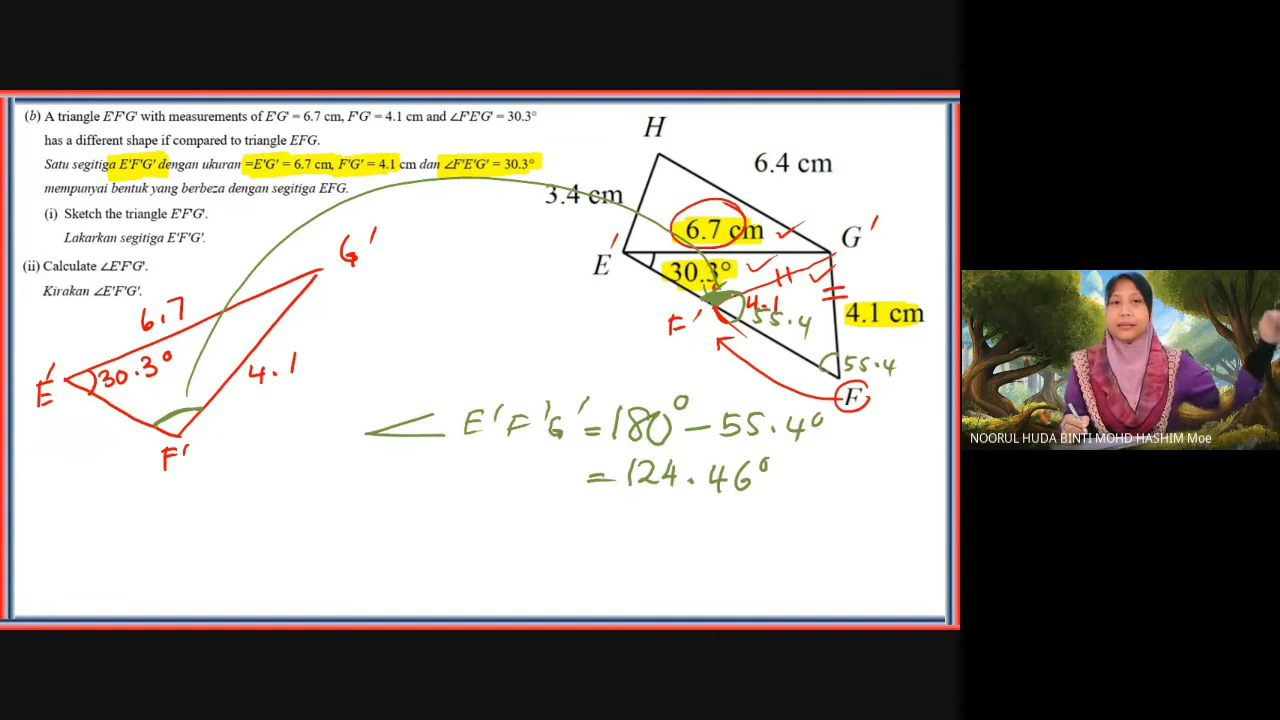 (b) A triangle E'F'G' with measurements of E'G' = 6.7 cm, F'G' = 4.1 cm and ∠F'E'G' = 30.3°
has a different shape if compared to triangle EFG.
Satu segitiga E'F'G' dengan ukuran =E'G' = 6.7 cm, F'G' = 4.1 cm dan ∠F'E'G' = 30.3°
mempunyai bentuk yang berbeza dengan segitiga EFG.
(i) Sketch the triangle E'F'G'.
Lakarkan segitiga E'F'G'.
(ii) Calculate ∠E'F'G'.
Kirakan ∠E'F'G'.
G'
6.7
E'
30.3°
4.1
F'
H
6.4 cm
3.4 cm
6.7 cm
G'
E'
30.3°
4.1
F'
55.4
4.1 cm
55.4
F
∠E'F'G' = 180° - 55.4°
= 124.46°
NOORUL HUDA BINTI MOHD HASHIM Moe